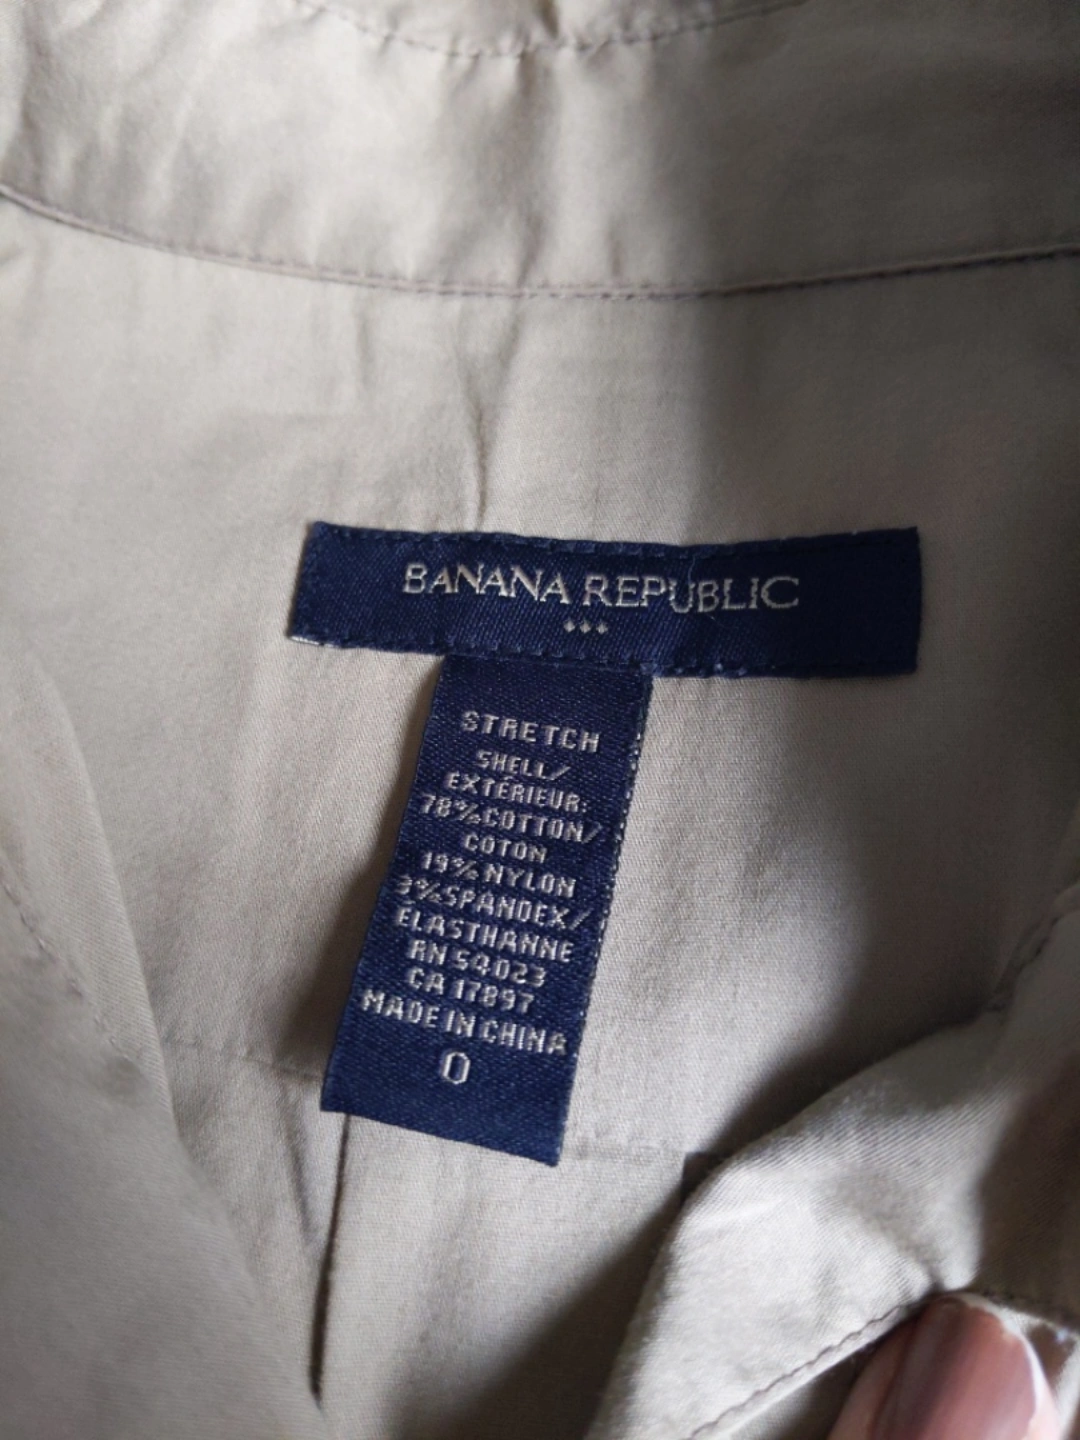 BANANA REPUBLIC
STRETCH
SHELL/
EXTÉRIEUR:
78% COTTON/
COTON
19% NYLON
3% SPANDEX/
ELASTHANNE
RN 54023
CA 17897
MADE IN CHINA
0